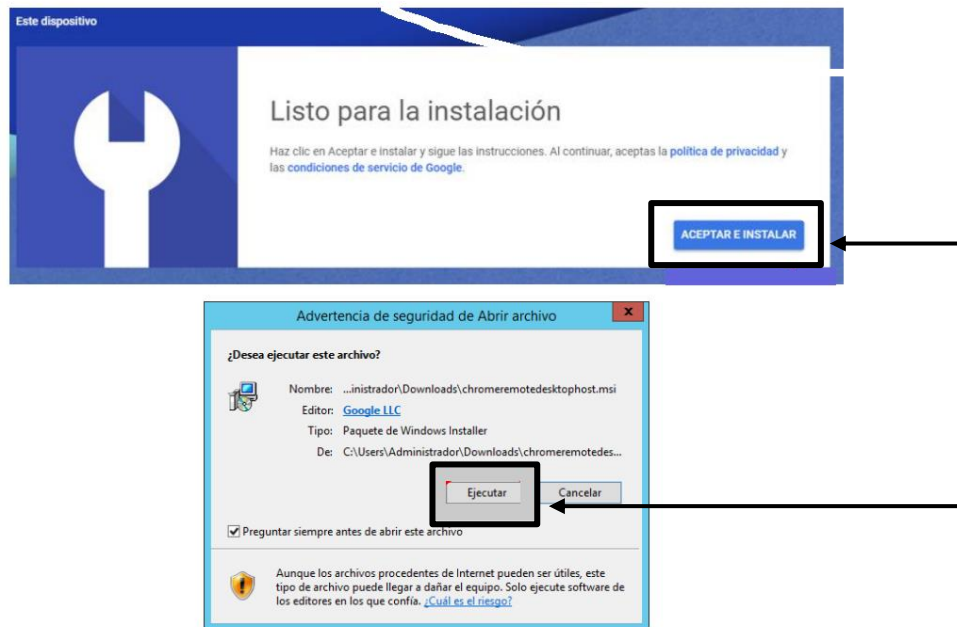 Este dispositivo
Listo para la instalación
Haz clic en Aceptar e instalar y sigue las instrucciones. Al continuar, aceptas la política de privacidad y
las condiciones de servicio de Google.
ACEPTAR E INSTALAR
Advertencia de seguridad de Abrir archivo
x
¿Desea ejecutar este archivo?
Nombre: ...inistrador\Downloads\chromeremotedesktophost.msi
Editor: Google LLC
Tipo: Paquete de Windows Installer
De: C:\Users\Administrador\Downloads\chromeremotedes...
Ejecutar Cancelar
Preguntar siempre antes de abrir este archivo
Aunque los archivos procedentes de Internet pueden ser útiles, este
tipo de archivo puede llegar a dañar el equipo. Solo ejecute software de
los editores en los que confía. ¿Cuál es el riesgo?